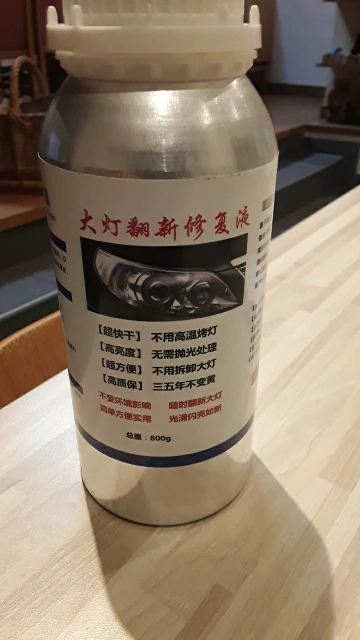 大灯翻新修复液
【超快干】 不用高温烤灯
【高亮度】 无需抛光处理
【超方便】 不用拆卸大灯
【高质保】 三五年不变黄
不受环境影响 随时翻新大灯
简单方便实用 光滑闪亮如新
总重：800g